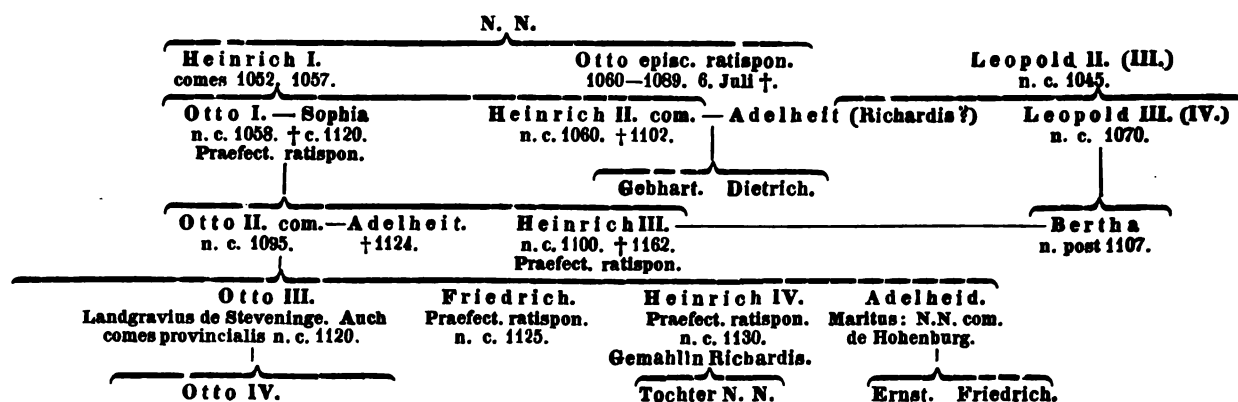 N. N.
Heinrich I. Otto episc. ratispon. Leopold II. (III.)
comes 1052, 1057. 1060—1089. 6. Juli †. n. c. 1045.
Otto I. — Sophia Heinrich II. com. — Adelheit (Richardis?) Leopold III. (IV.)
n. c. 1058. † c. 1120. n. c. 1060. † 1102. n. c. 1070.
Praefect. ratispon.
Gebhart. Dietrich.
Otto II. com. — Adelheit. Heinrich III. Bertha
n. c. 1095. † 1124. n. c. 1100. † 1162. n. post 1107.
Praefect. ratispon.
Otto III. Friedrich. Heinrich IV. Adelheid.
Landgravius de Steveninge. Auch Praefect. ratispon. Praefect. ratispon. Maritus: N.N. com.
comes provincialis n. c. 1120. n. c. 1125. n. c. 1130. de Hohenburg.
Gemahlin Richardis.
Otto IV. Tochter N. N. Ernst. Friedrich.